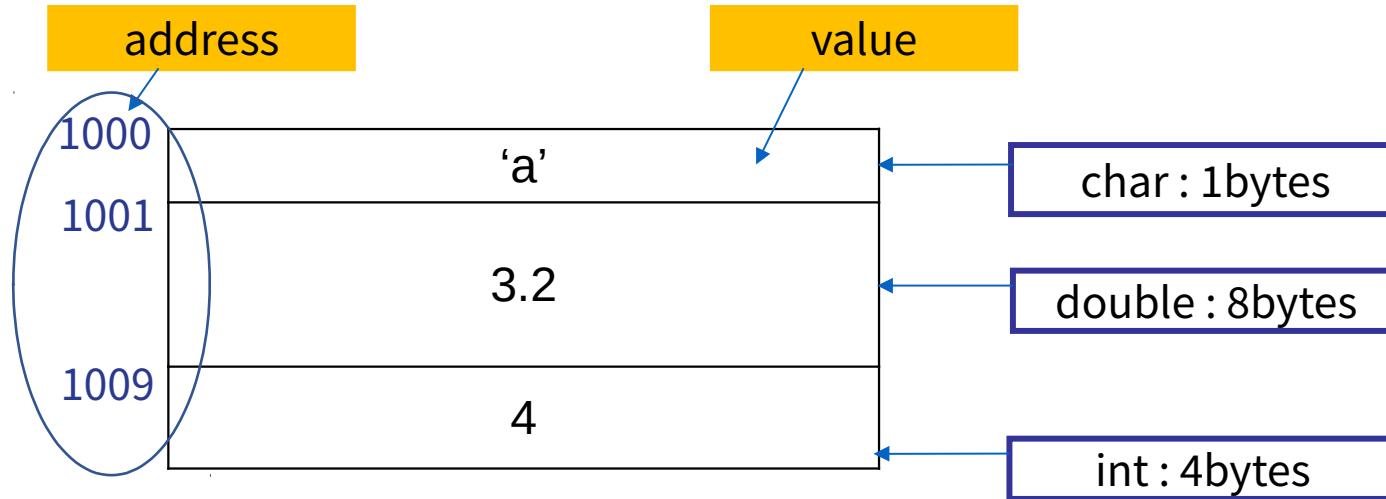 address
value
1000
‘a’
char : 1bytes
1001
3.2
double : 8bytes
1009
4
int : 4bytes